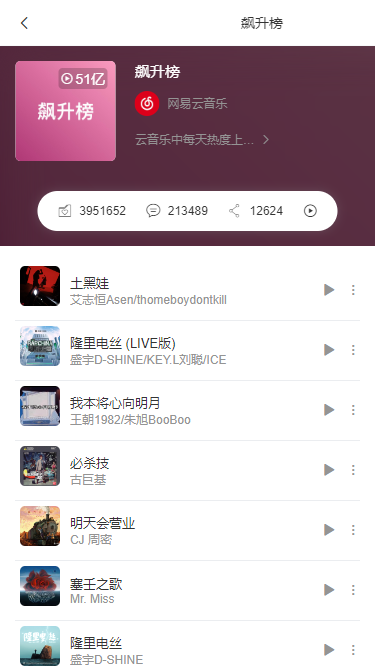 飙升榜
51亿
飙升榜
飙升榜
网易云音乐
云音乐中每天热度上...
3951652
213489
12624
土黑娃
艾志恒Asen/thomeboydontkill
隆里电丝 (LIVE版)
盛宇D-SHINE/KEY.L刘聪/ICE
我本将心向明月
王朝1982/朱旭BooBoo
必杀技
古巨基
明天会营业
CJ 周密
塞壬之歌
Mr. Miss
隆里电丝
盛宇D-SHINE